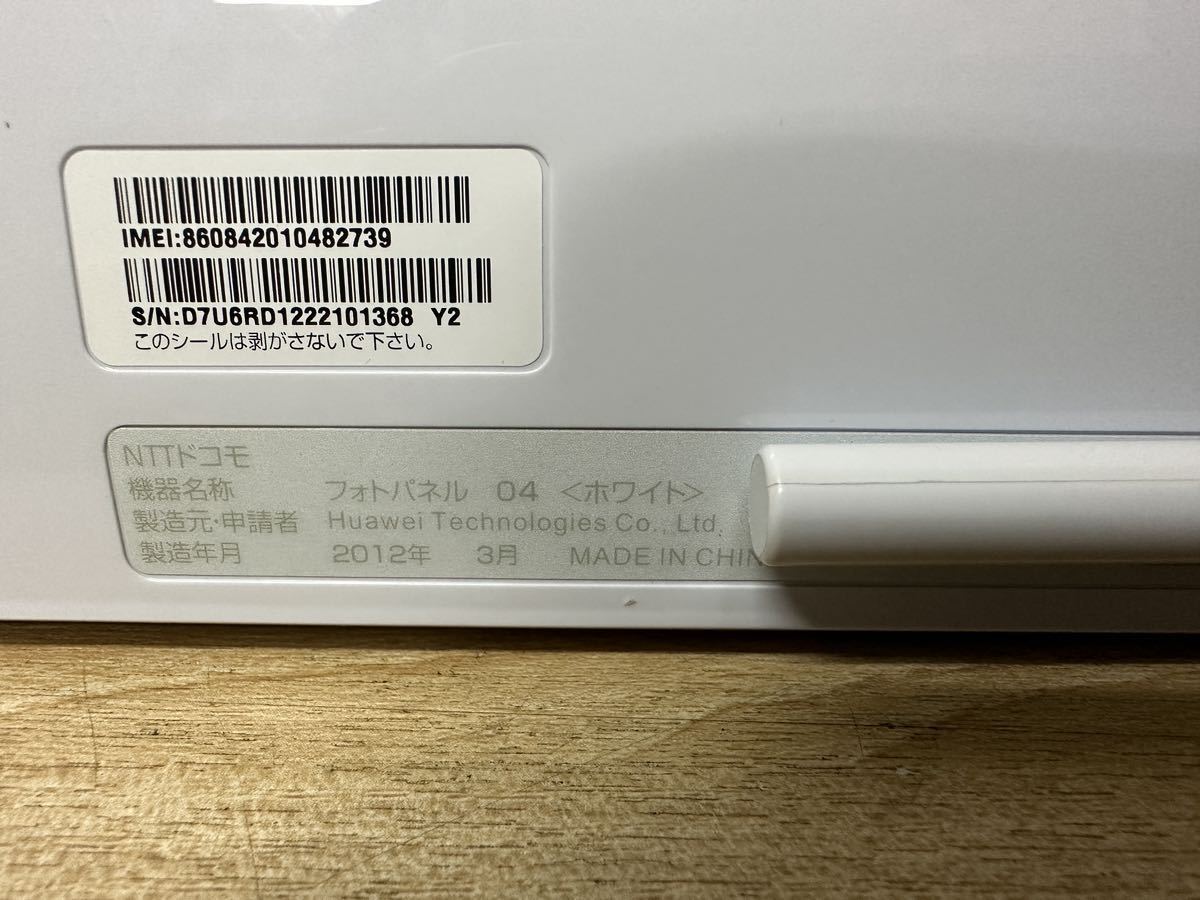 IMEI:860842010482739
S/N:D7U6RD1222101368 Y2
このシールは剥がさないで下さい。
NTTドコモ
機器名称 フォトパネル 04 <ホワイト>
製造元・申請者 Huawei Technologies Co., Ltd.
製造年月 2012年 3月 MADE IN CHIN